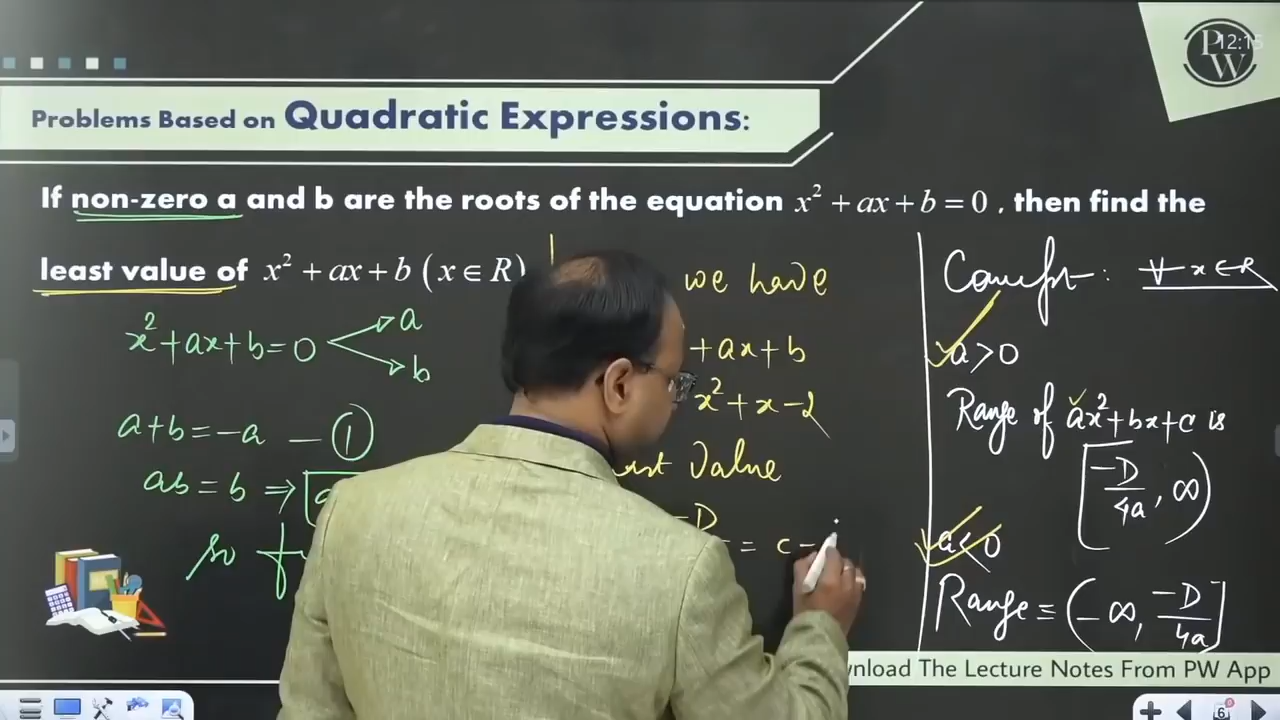 PW
12:15
Problems Based on Quadratic Expressions:
If non-zero a and b are the roots of the equation x² + ax + b = 0 , then find the
least value of x² + ax + b (x ∈ R)
x² + ax + b = 0
a
b
a + b = -a — ①
ab = b ⇒
so
we have
+ ax + b
x² + x - 2
Value
-D
= c -
∀ x ∈ R
a > 0
Range of ax² + bx + c is
[-D/4a, ∞)
a < 0
Range = (-∞, -D/4a]
The Lecture Notes From PW App
6